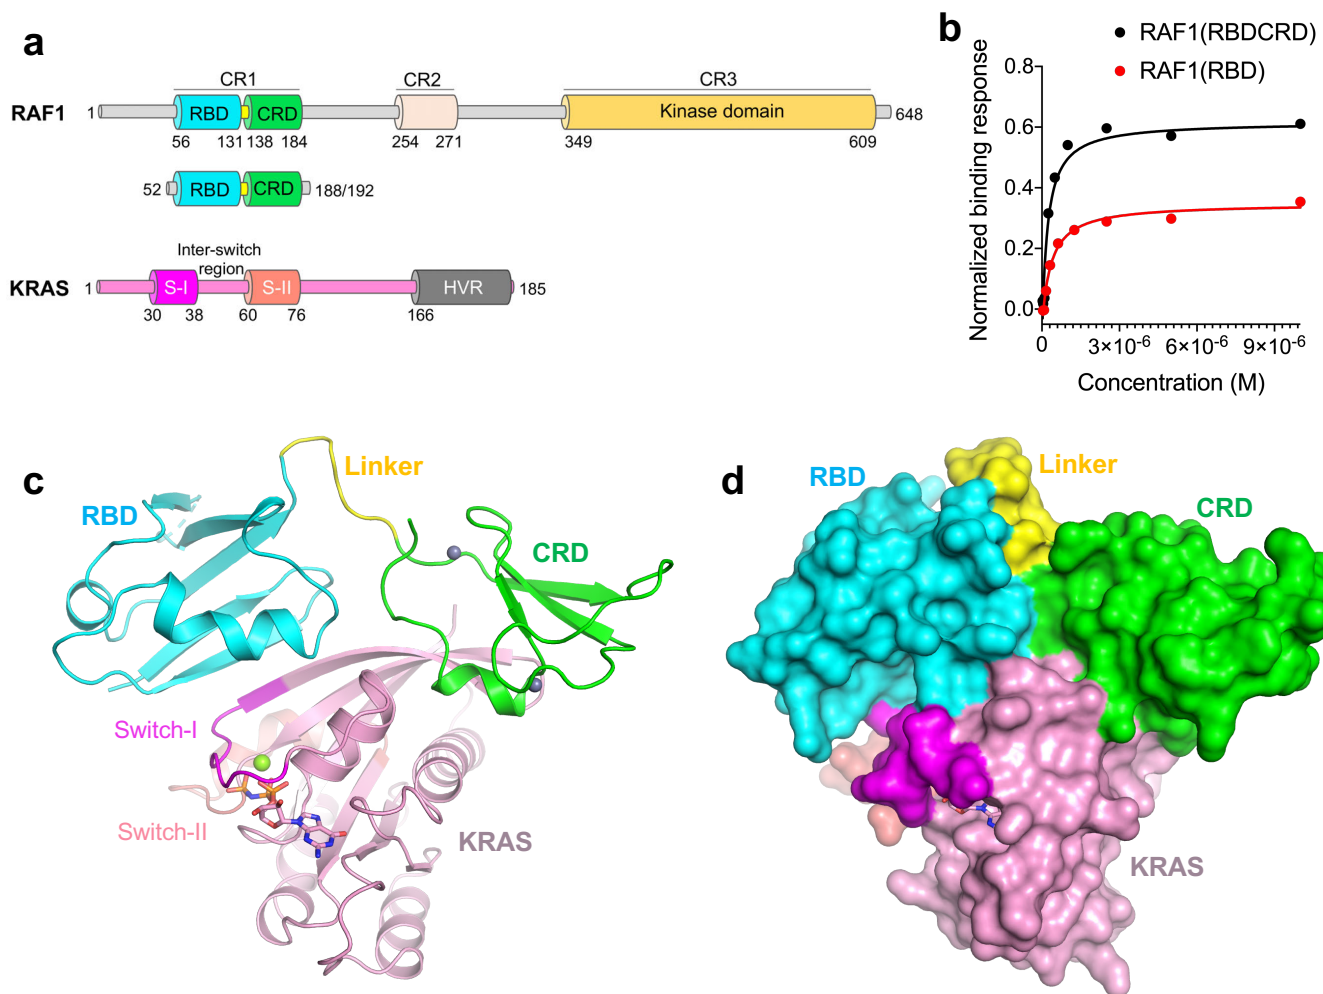 a
CR1
CR2
CR3
RAF1
1
RBD
CRD
Kinase domain
648
56
131
138
184
254
271
349
609
52
RBD
CRD
188/192
Inter-switch
region
KRAS
1
S-I
S-II
HVR
185
30
38
60
76
166
b
RAF1(RBDCRD)
RAF1(RBD)
Normalized binding response
0.8
0.6
0.4
0.2
0.0
0
3×10-6
6×10-6
9×10-6
Concentration (M)
c
Linker
RBD
CRD
Switch-I
Switch-II
KRAS
d
RBD
Linker
CRD
KRAS